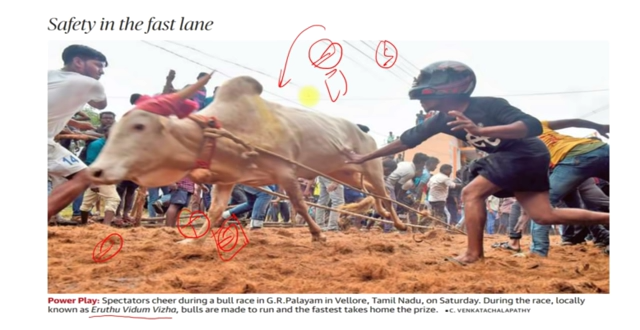 Safety in the fast lane
Power Play: Spectators cheer during a bull race in G.R.Palayam in Vellore, Tamil Nadu, on Saturday. During the race, locally
known as Eruthu Vidum Vizha, bulls are made to run and the fastest takes home the prize. •C. VENKATACHALAPATHY